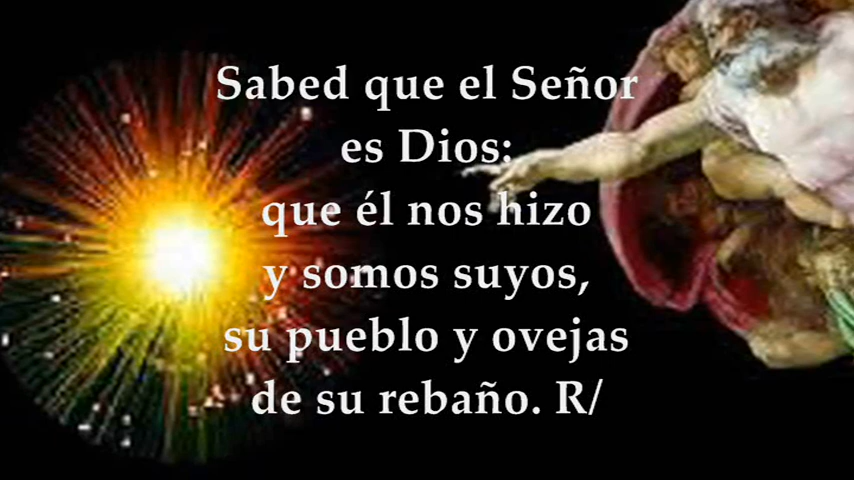 Sabed que el Señor
es Dios:
que él nos hizo
y somos suyos,
su pueblo y ovejas
de su rebaño. R/